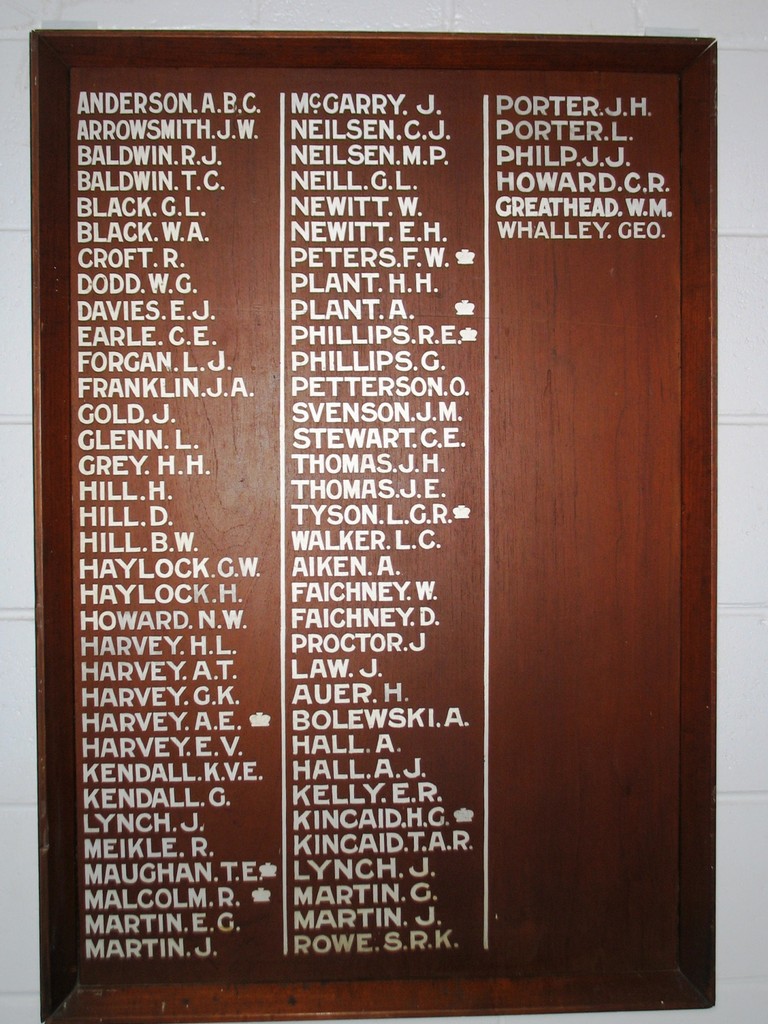 ANDERSON. A.B.C.
ARROWSMITH. J.W.
BALDWIN. R.J.
BALDWIN. T.C.
BLACK. G.L.
BLACK. W.A.
CROFT. R.
DODD. W.G.
DAVIES. E.J.
EARLE. C.E.
FORGAN. L.J.
FRANKLIN. J.A.
GOLD. J.
GLENN. L.
GREY. H.H.
HILL. H.
HILL. D.
HILL. B.W.
HAYLOCK. G.W.
HAYLOCK. H.
HOWARD. N.W.
HARVEY. H.L.
HARVEY. A.T.
HARVEY. G.K.
HARVEY. A.E.
HARVEY. E.V.
KENDALL. K.V.E.
KENDALL. G.
LYNCH. J.
MEIKLE. R.
MAUGHAN. T.E.
MALCOLM. R.
MARTIN. E.G.
MARTIN. J.
McGARRY. J.
NEILSEN. C.J.
NEILSEN. M.P.
NEILL. G.L.
NEWITT. W.
NEWITT. E.H.
PETERS. F.W.
PLANT. H.H.
PLANT. A.
PHILLIPS. R.E.
PHILLIPS. G.
PETTERSON. O.
SVENSON. J.M.
STEWART. C.E.
THOMAS. J.H.
THOMAS. J.E.
TYSON. L.G.R.
WALKER. L.C.
AIKEN. A.
FAICHNEY. W.
FAICHNEY. D.
PROCTOR. J
LAW. J.
AUER. H.
BOLEWSKI. A.
HALL. A.
HALL. A.J.
KELLY. E.R.
KINCAID. H.G.
KINCAID. T.A.R.
LYNCH. J.
MARTIN. G.
MARTIN. J.
ROWE. S.R.K.
PORTER. J.H.
PORTER. L.
PHILP. J.J.
HOWARD. C.R.
GREATHEAD. W.M.
WHALLEY. GEO.